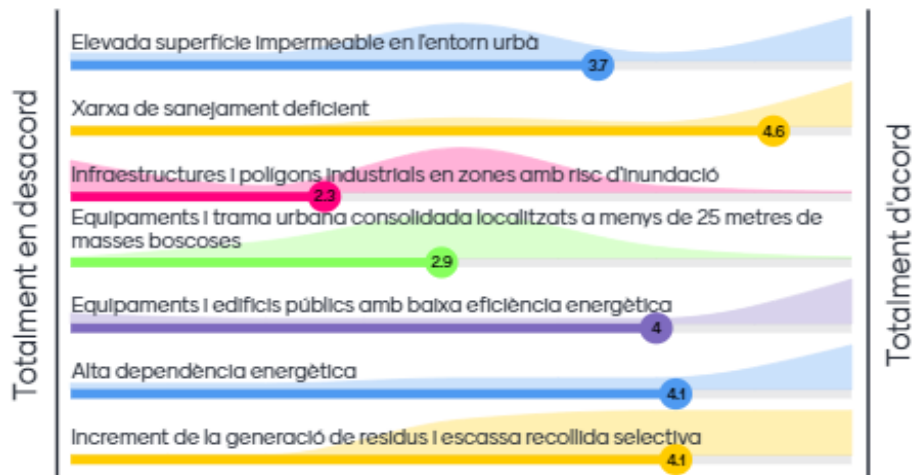 Totalment en desacord
Elevada superfície impermeable en l'entorn urbà
3.7
Xarxa de sanejament deficient
4.6
Infraestructures i polígons industrials en zones amb risc d'inundació
2.3
Equipaments i trama urbana consolidada localitzats a menys de 25 metres de
masses boscoses
2.9
Equipaments i edificis públics amb baixa eficiència energètica
4
Alta dependència energètica
4.1
Increment de la generació de residus i escassa recollida selectiva
4.1
Totalment d'acord